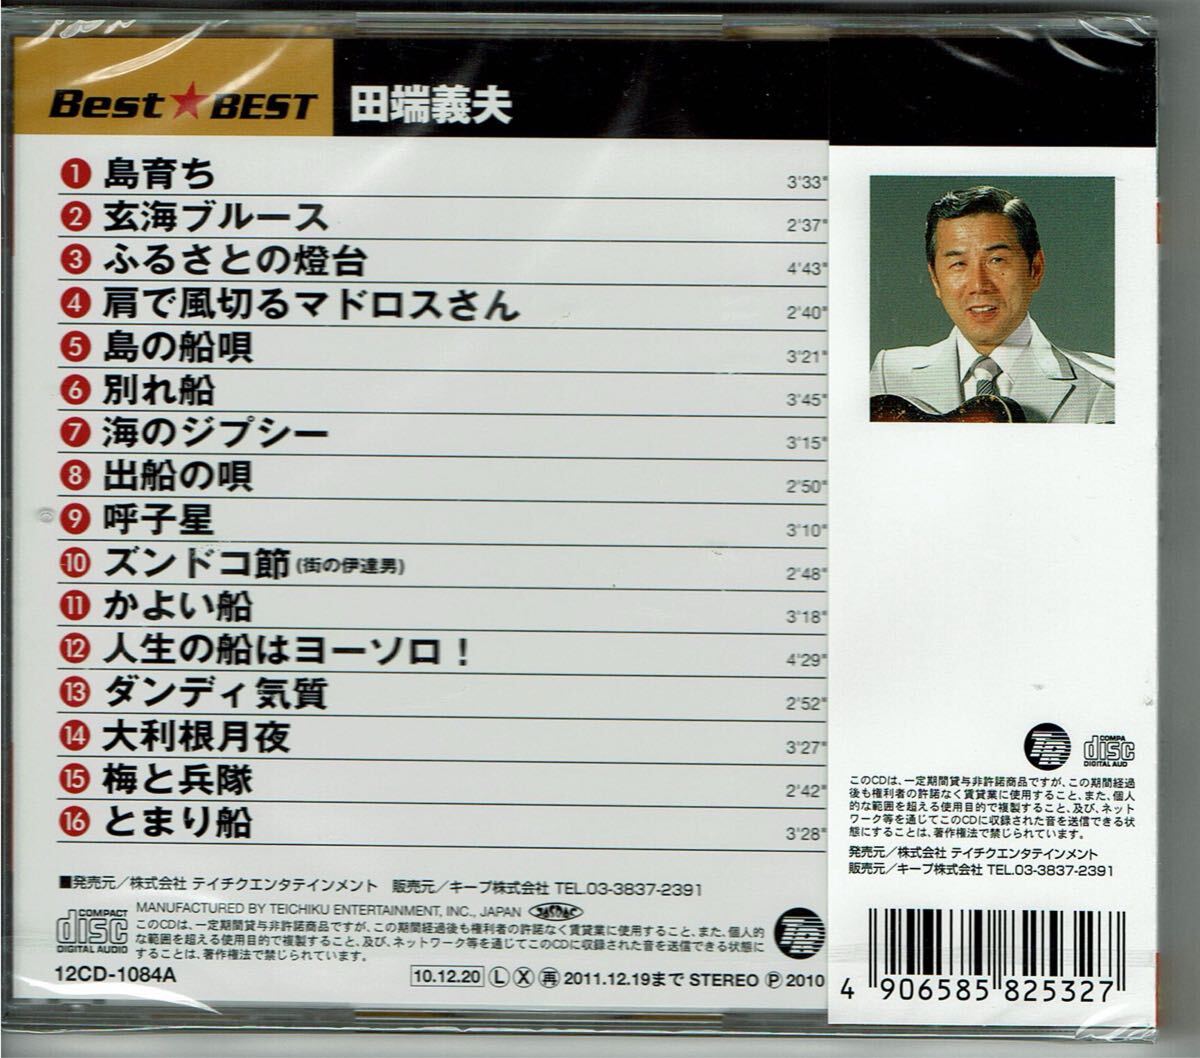 Best★BEST 田端義夫
1 島育ち 3'33"
2 玄海ブルース 2'37"
3 ふるさとの燈台 4'43"
4 肩で風切るマドロスさん 2'40"
5 島の船唄 3'21"
6 別れ船 3'45"
7 海のジプシー 3'15"
8 出船の唄 2'50"
9 呼子星 3'10"
10 ズンドコ節(街の伊達男) 2'48"
11 かよい船 3'18"
12 人生の船はヨーソロ！ 4'29"
13 ダンディ気質 2'52"
14 大利根月夜 3'27"
15 梅と兵隊 2'42"
16 とまり船 3'28"
■発売元／株式会社 テイチクエンタテインメント 販売元／キープ株式会社 TEL.03-3837-2391
MANUFACTURED BY TEICHIKU ENTERTAINMENT, INC., JAPAN JASRAC
COMPACT disc DIGITAL AUDIO
このCDは、一定期間貸与非許諾商品ですが、この期間経過後も権利者の許諾なく賃貸業に使用すること、また、個人的
な範囲を超える使用目的で複製すること、及び、ネットワーク等を通じてこのCDに収録された音を送信できる状態に
することは、著作権法で禁じられています。
12CD-1084A
10.12.20 Ⓛ Ⓧ 再 2011.12.19まで STEREO Ⓟ 2010
COMPA
disc
DIGITAL AUD
このCDは、一定期間貸与非許諾商品ですが、この期間経過
後も権利者の許諾なく賃貸業に使用すること、また、個人
的な範囲を超える使用目的で複製すること、及び、ネット
ワーク等を通じてこのCDに収録された音を送信できる状
態にすることは、著作権法で禁じられています。
発売元／株式会社 テイチクエンタテインメント
販売元／キープ株式会社 TEL.03-3837-2391
4 906585 825327